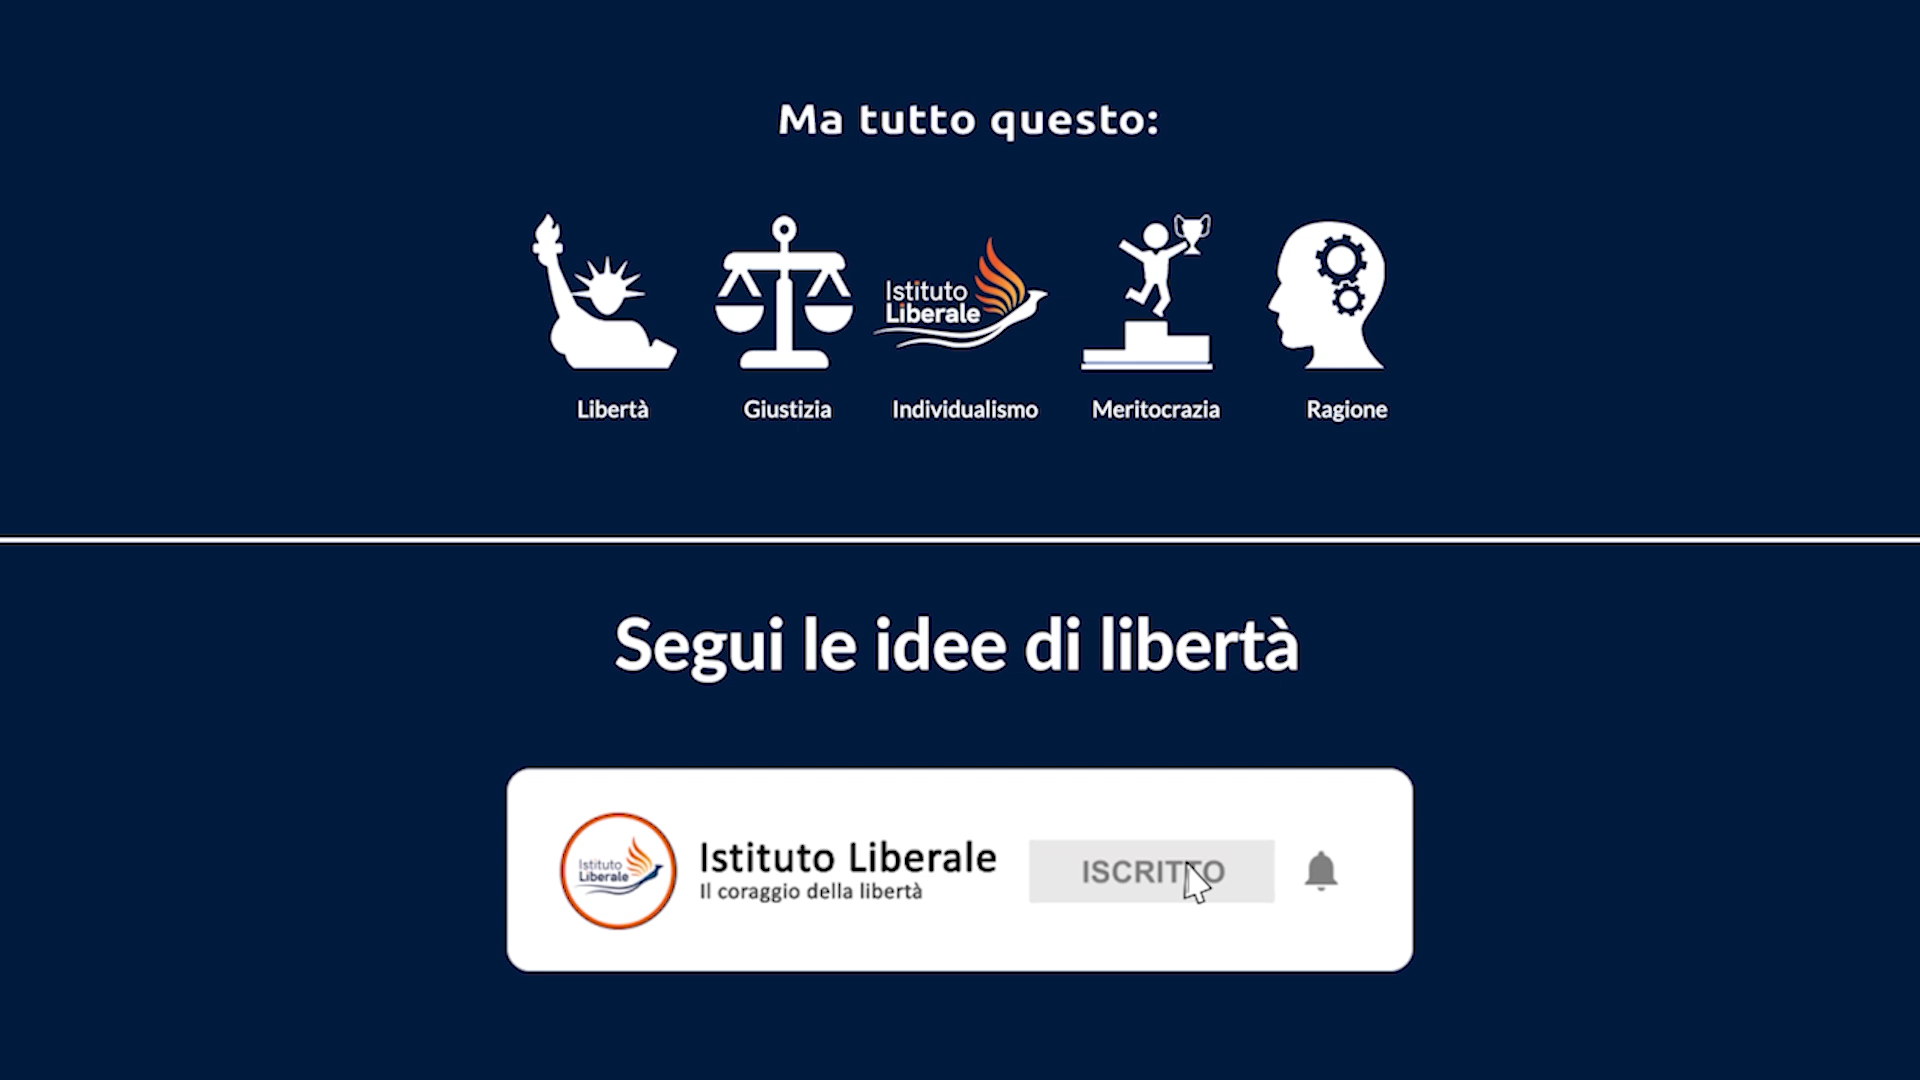 Ma tutto questo:
Istituto
Liberale
Libertà
Giustizia
Individualismo
Meritocrazia
Ragione
Segui le idee di libertà
Istituto
Liberale
Istituto Liberale
Il coraggio della libertà
ISCRITTO